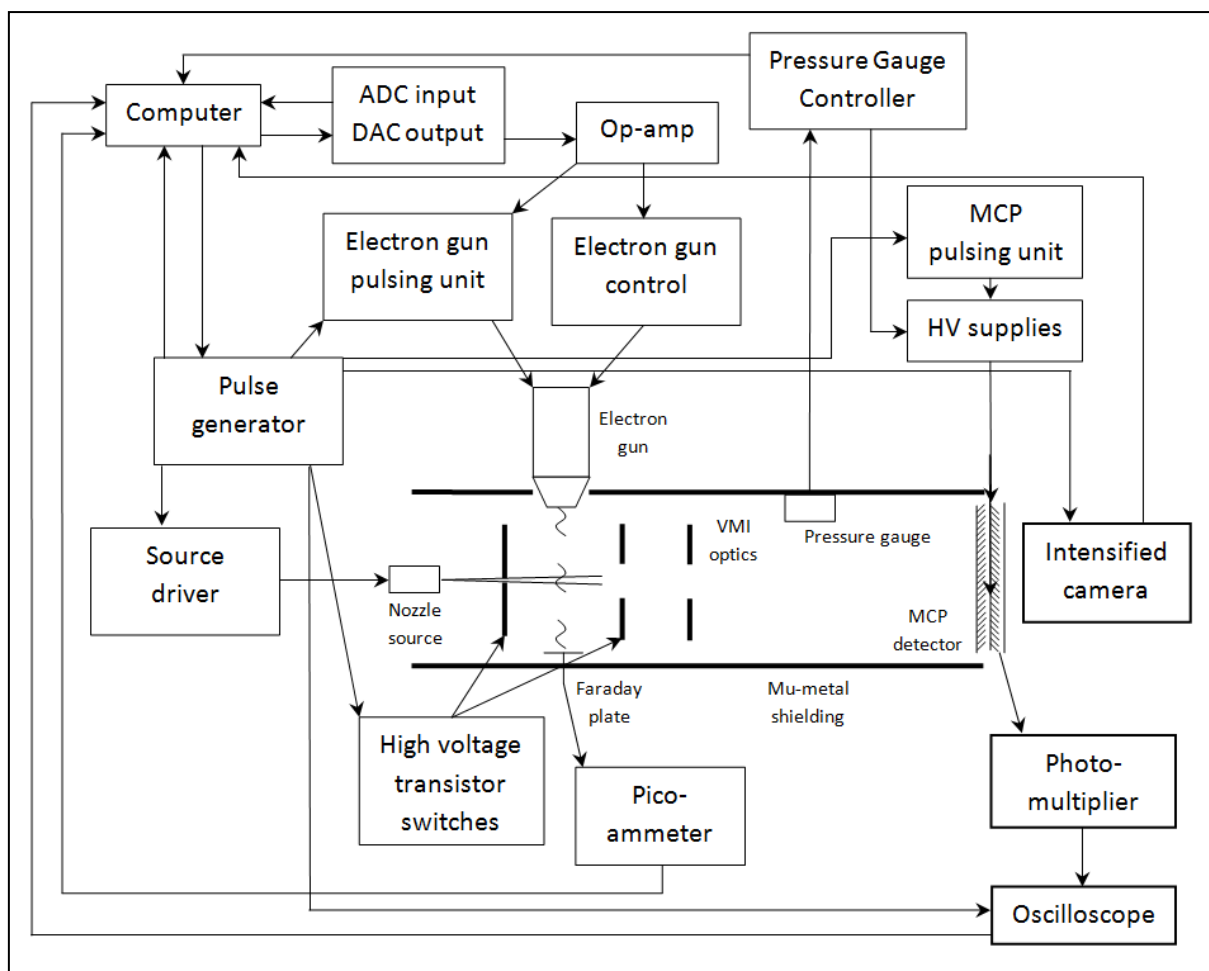 Pressure Gauge
Controller
Computer
ADC input
DAC output
Op-amp
MCP
pulsing unit
Electron gun
pulsing unit
Electron gun
control
HV supplies
Pulse
generator
Electron
gun
Source
driver
Nozzle
source
VMI
optics
Pressure gauge
MCP
detector
Intensified
camera
Faraday
plate
Mu-metal
shielding
High voltage
transistor
switches
Pico-
ammeter
Photo-
multiplier
Oscilloscope